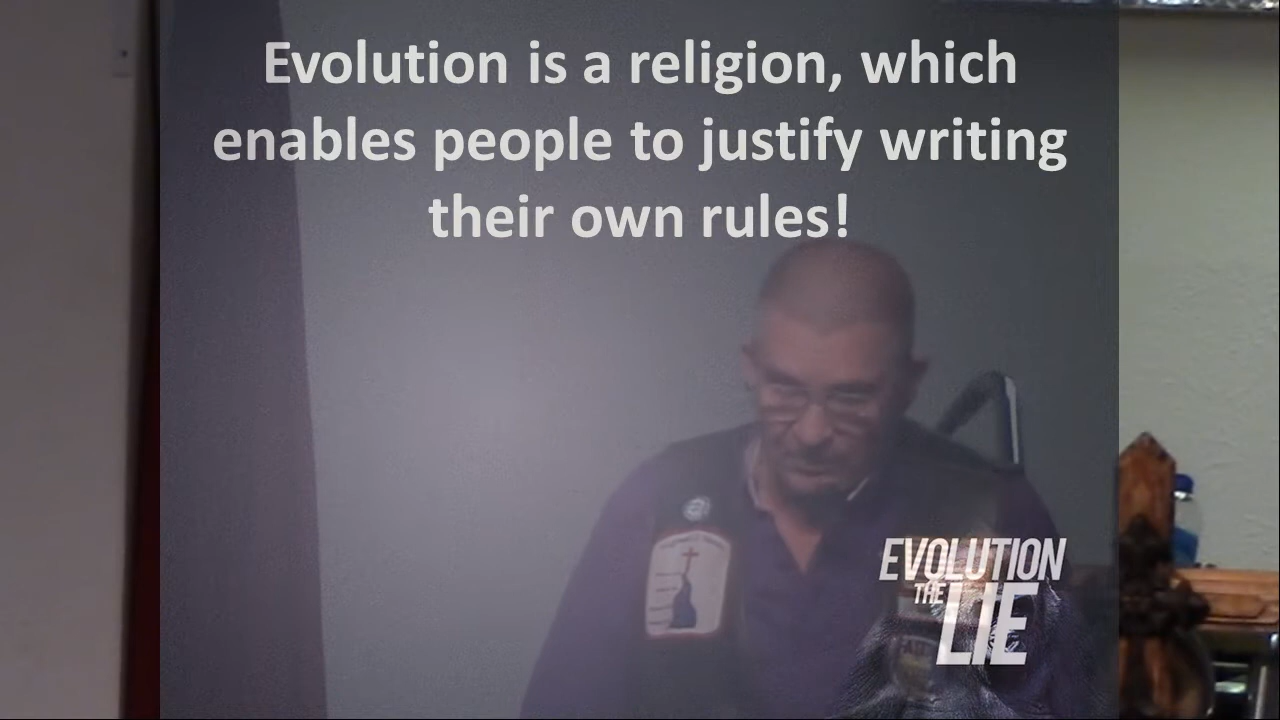 Evolution is a religion, which
enables people to justify writing
their own rules!
EVOLUTION
THE
LIE